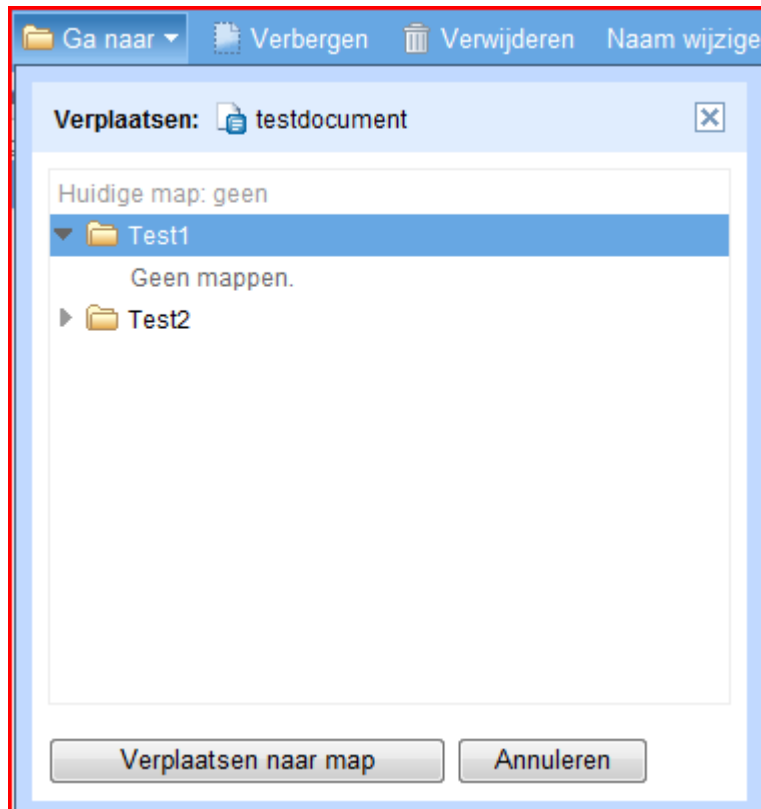 Ga naar Verbergen Verwijderen Naam wijzige
Verplaatsen: testdocument
Huidige map: geen
Test1
Geen mappen.
Test2
Verplaatsen naar map Annuleren